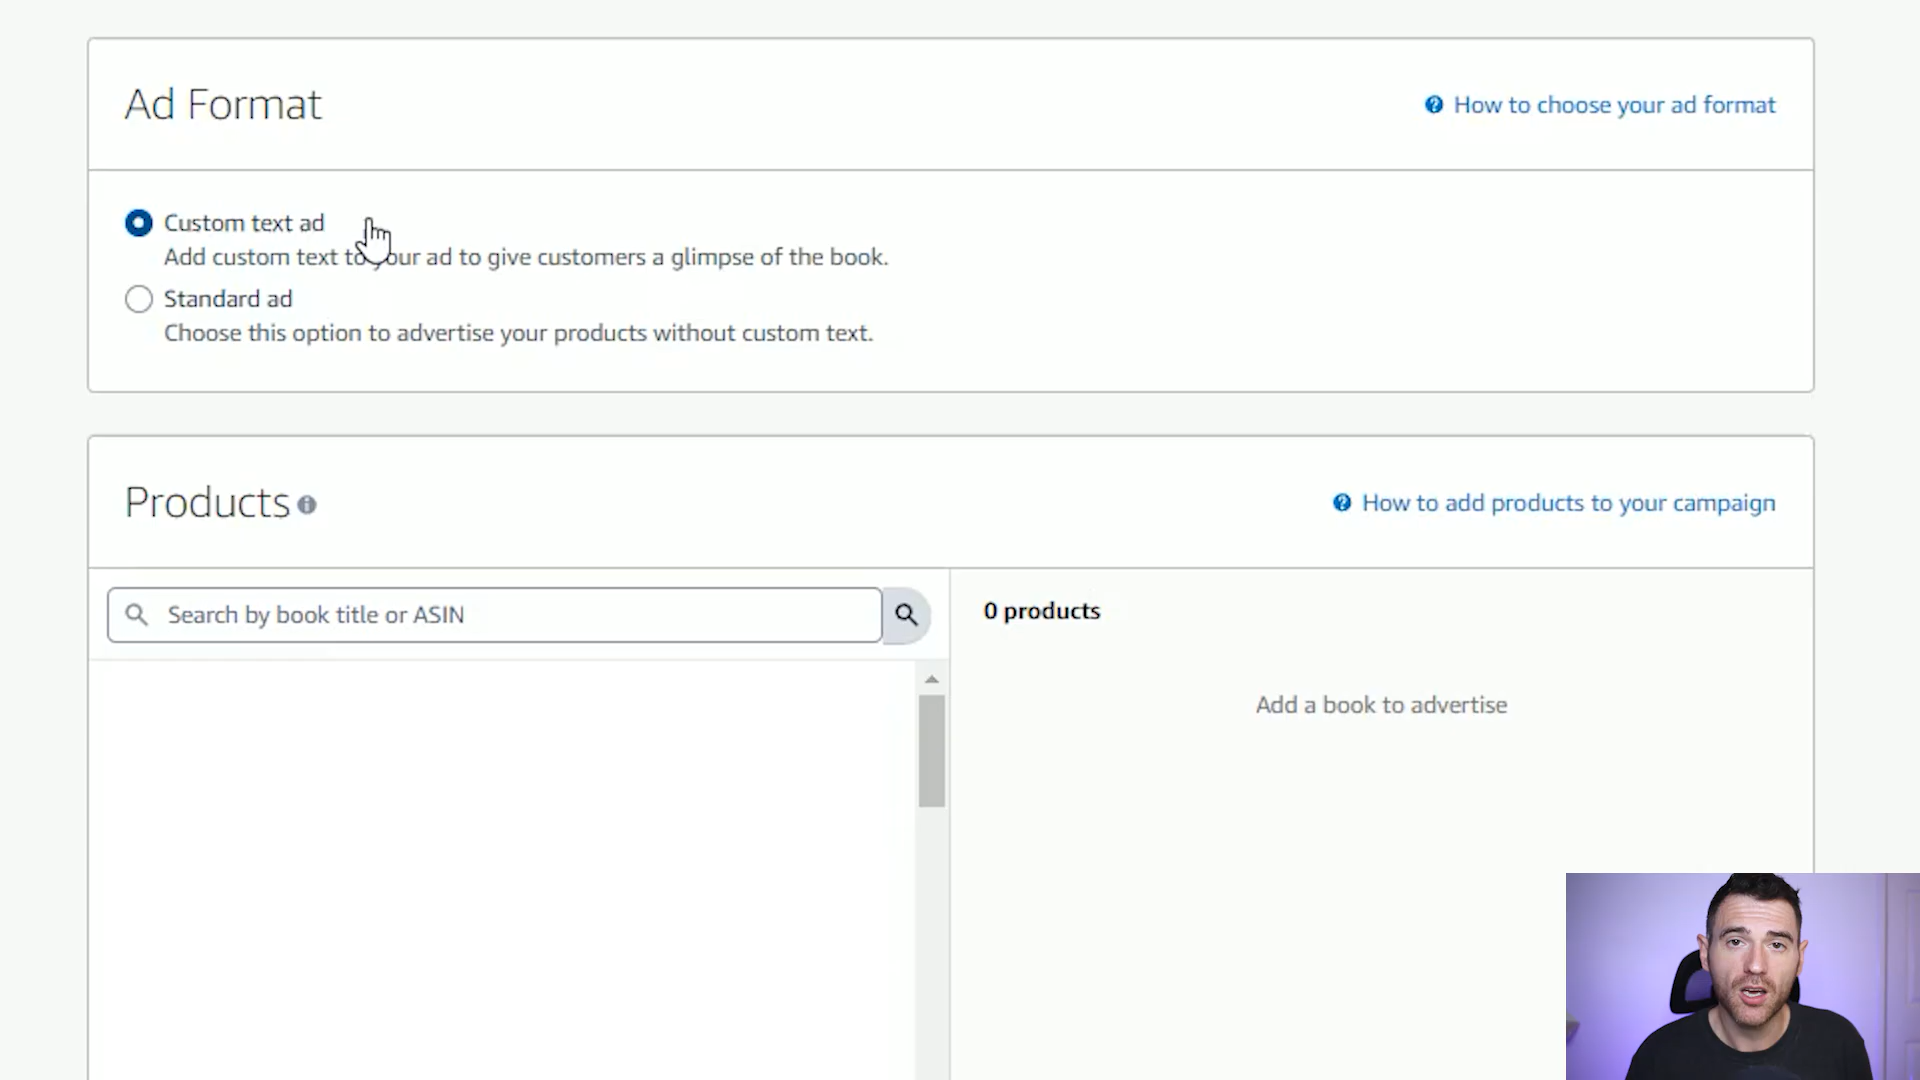 Ad Format
How to choose your ad format
Custom text ad
Add custom text to your ad to give customers a glimpse of the book.
Standard ad
Choose this option to advertise your products without custom text.
Products
How to add products to your campaign
Search by book title or ASIN
0 products
Add a book to advertise